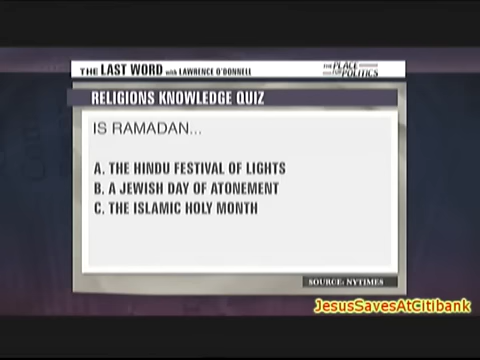 THE LAST WORD WITH LAWRENCE O'DONNELL
THE PLACE FOR POLITICS
RELIGIONS KNOWLEDGE QUIZ
IS RAMADAN...
A. THE HINDU FESTIVAL OF LIGHTS
B. A JEWISH DAY OF ATONEMENT
C. THE ISLAMIC HOLY MONTH
SOURCE: NYTIMES
JesusSavesAtCitibank